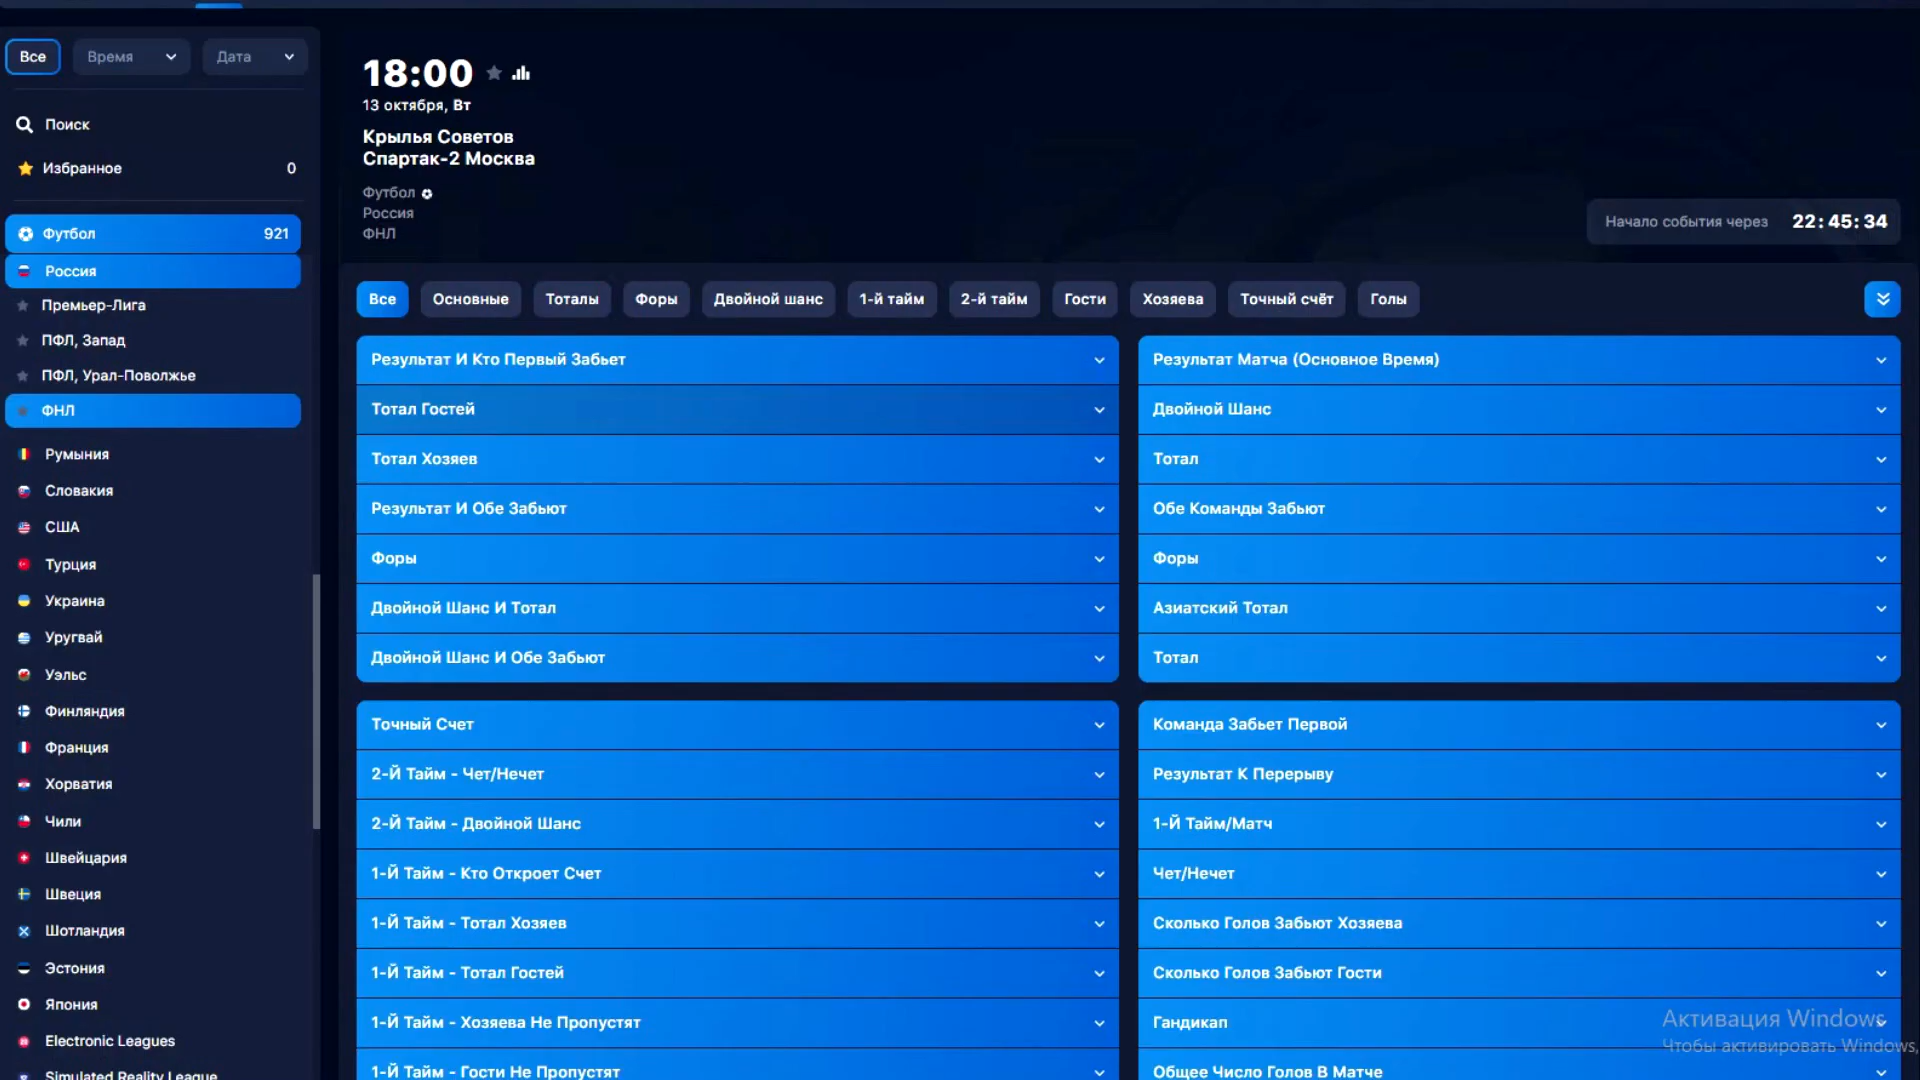 Все
Время
Дата
Поиск
Избранное 0
Футбол 921
Россия
Премьер-Лига
ПФЛ, Запад
ПФЛ, Урал-Поволжье
ФНЛ
Румыния
Словакия
США
Турция
Украина
Уругвай
Уэльс
Финляндия
Франция
Хорватия
Чили
Швейцария
Швеция
Шотландия
Эстония
Япония
Electronic Leagues
Simulated Reality League
18:00
13 октября, Вт
Крылья Советов
Спартак-2 Москва
Футбол
Россия
ФНЛ
Начало события через 22:45:34
Все
Основные
Тоталы
Форы
Двойной шанс
1-й тайм
2-й тайм
Гости
Хозяева
Точный счёт
Голы
Результат И Кто Первый Забьет
Тотал Гостей
Тотал Хозяев
Результат И Обе Забьют
Форы
Двойной Шанс И Тотал
Двойной Шанс И Обе Забьют
Результат Матча (Основное Время)
Двойной Шанс
Тотал
Обе Команды Забьют
Форы
Азиатский Тотал
Тотал
Точный Счет
2-Й Тайм - Чет/Нечет
2-Й Тайм - Двойной Шанс
1-Й Тайм - Кто Откроет Счет
1-Й Тайм - Тотал Хозяев
1-Й Тайм - Тотал Гостей
1-Й Тайм - Хозяева Не Пропустят
1-Й Тайм - Гости Не Пропустят
Команда Забьет Первой
Результат К Перерыву
1-Й Тайм/Матч
Чет/Нечет
Сколько Голов Забьют Хозяева
Сколько Голов Забьют Гости
Гандикап
Общее Число Голов В Матче
Активация Windows
Чтобы активировать Windows,